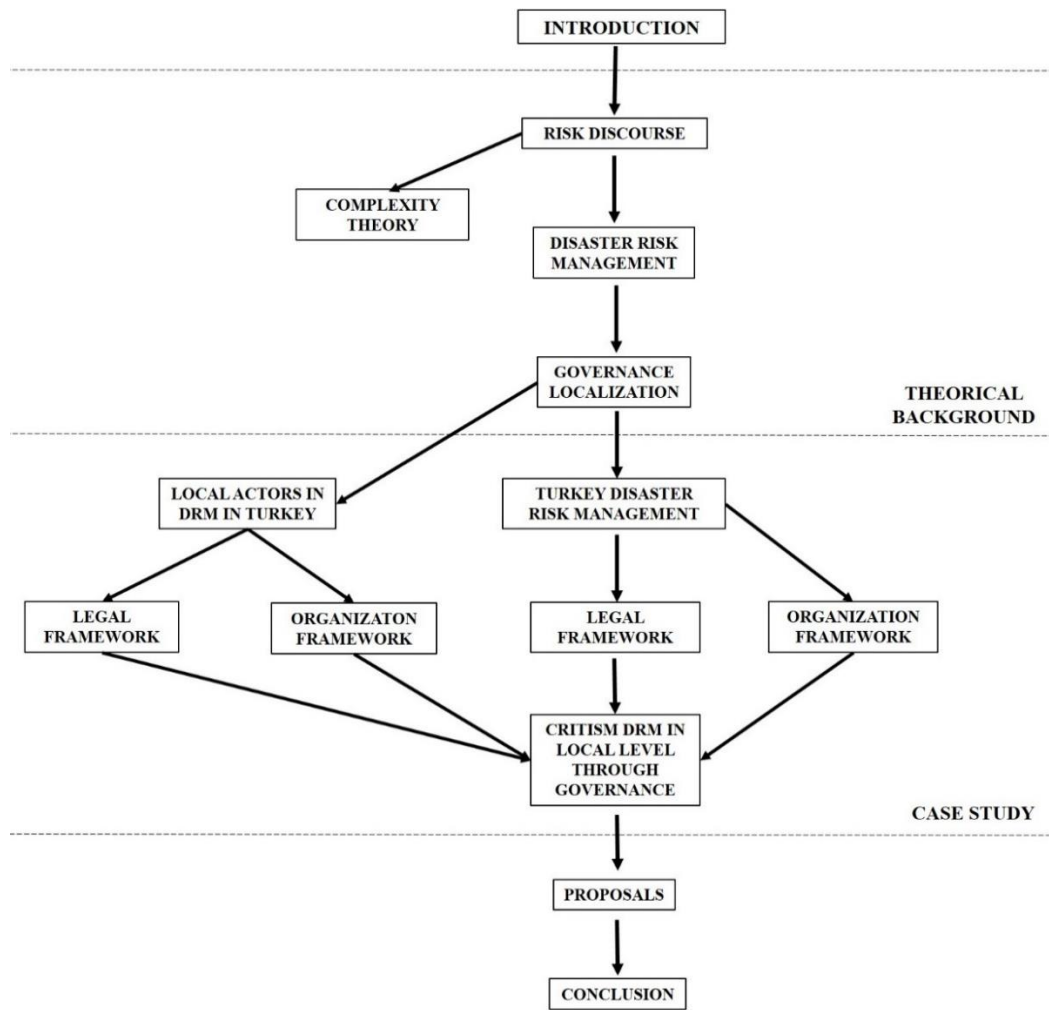 INTRODUCTION
RISK DISCOURSE
COMPLEXITY
THEORY
DISASTER RISK
MANAGEMENT
GOVERNANCE
LOCALIZATION
THEORICAL
BACKGROUND
LOCAL ACTORS IN
DRM IN TURKEY
TURKEY DISASTER
RISK MANAGEMENT
LEGAL
FRAMEWORK
ORGANIZATON
FRAMEWORK
LEGAL
FRAMEWORK
ORGANIZATION
FRAMEWORK
CRITISM DRM IN
LOCAL LEVEL
THROUGH
GOVERNANCE
CASE STUDY
PROPOSALS
CONCLUSION